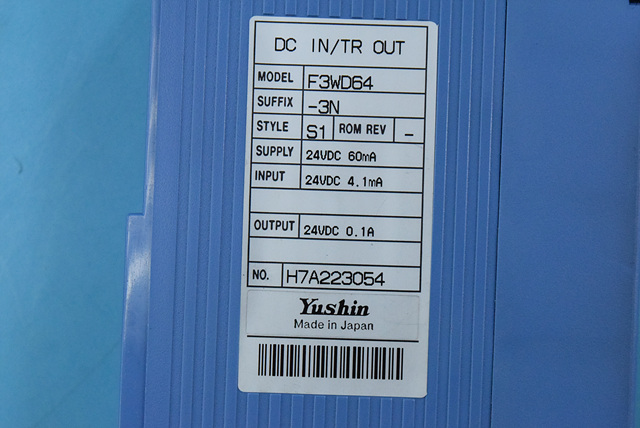 DC IN/TR OUT
MODEL F3WD64
SUFFIX -3N
STYLE S1 ROM REV -
SUPPLY 24VDC 60mA
INPUT 24VDC 4.1mA
OUTPUT 24VDC 0.1A
NO. H7A223054
Yushin
Made in Japan